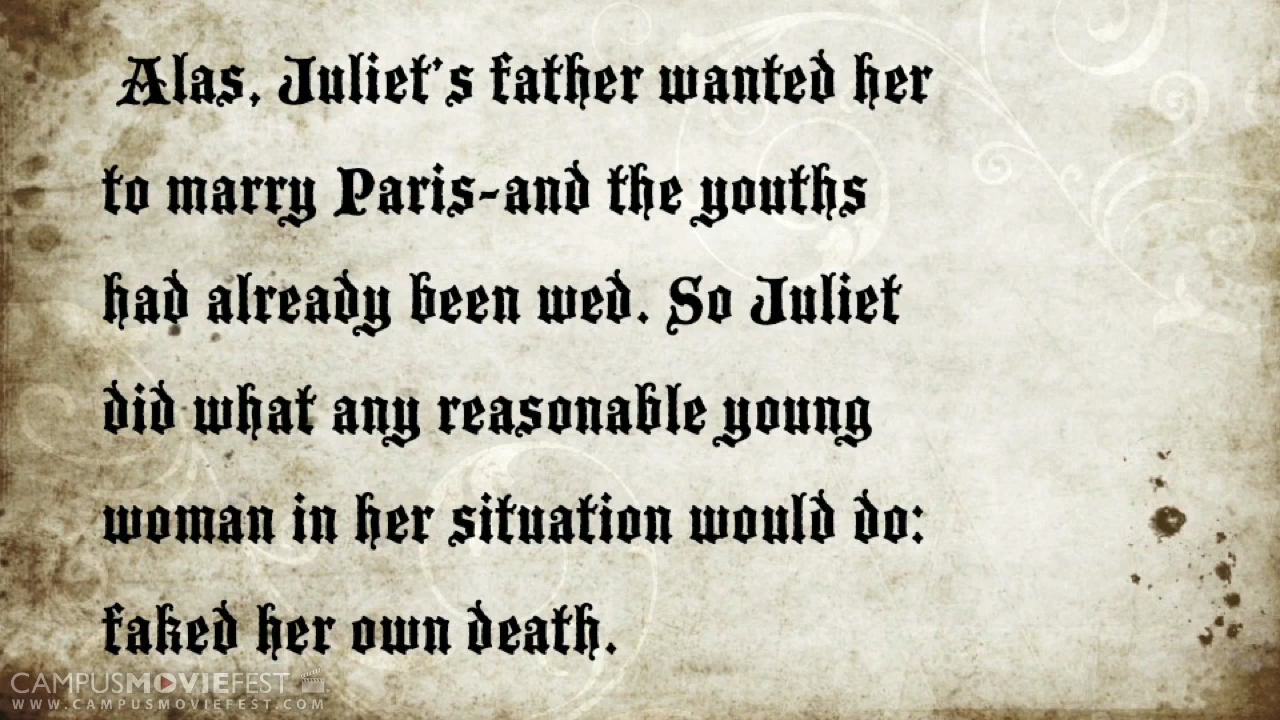 Alas, Juliet's father wanted her
to marry Paris-and the youths
had already been wed. So Juliet
did what any reasonable young
woman in her situation would do:
faked her own death.
CAMPUSMOVIEFEST
WWW.CAMPUSMOVIEFEST.COM